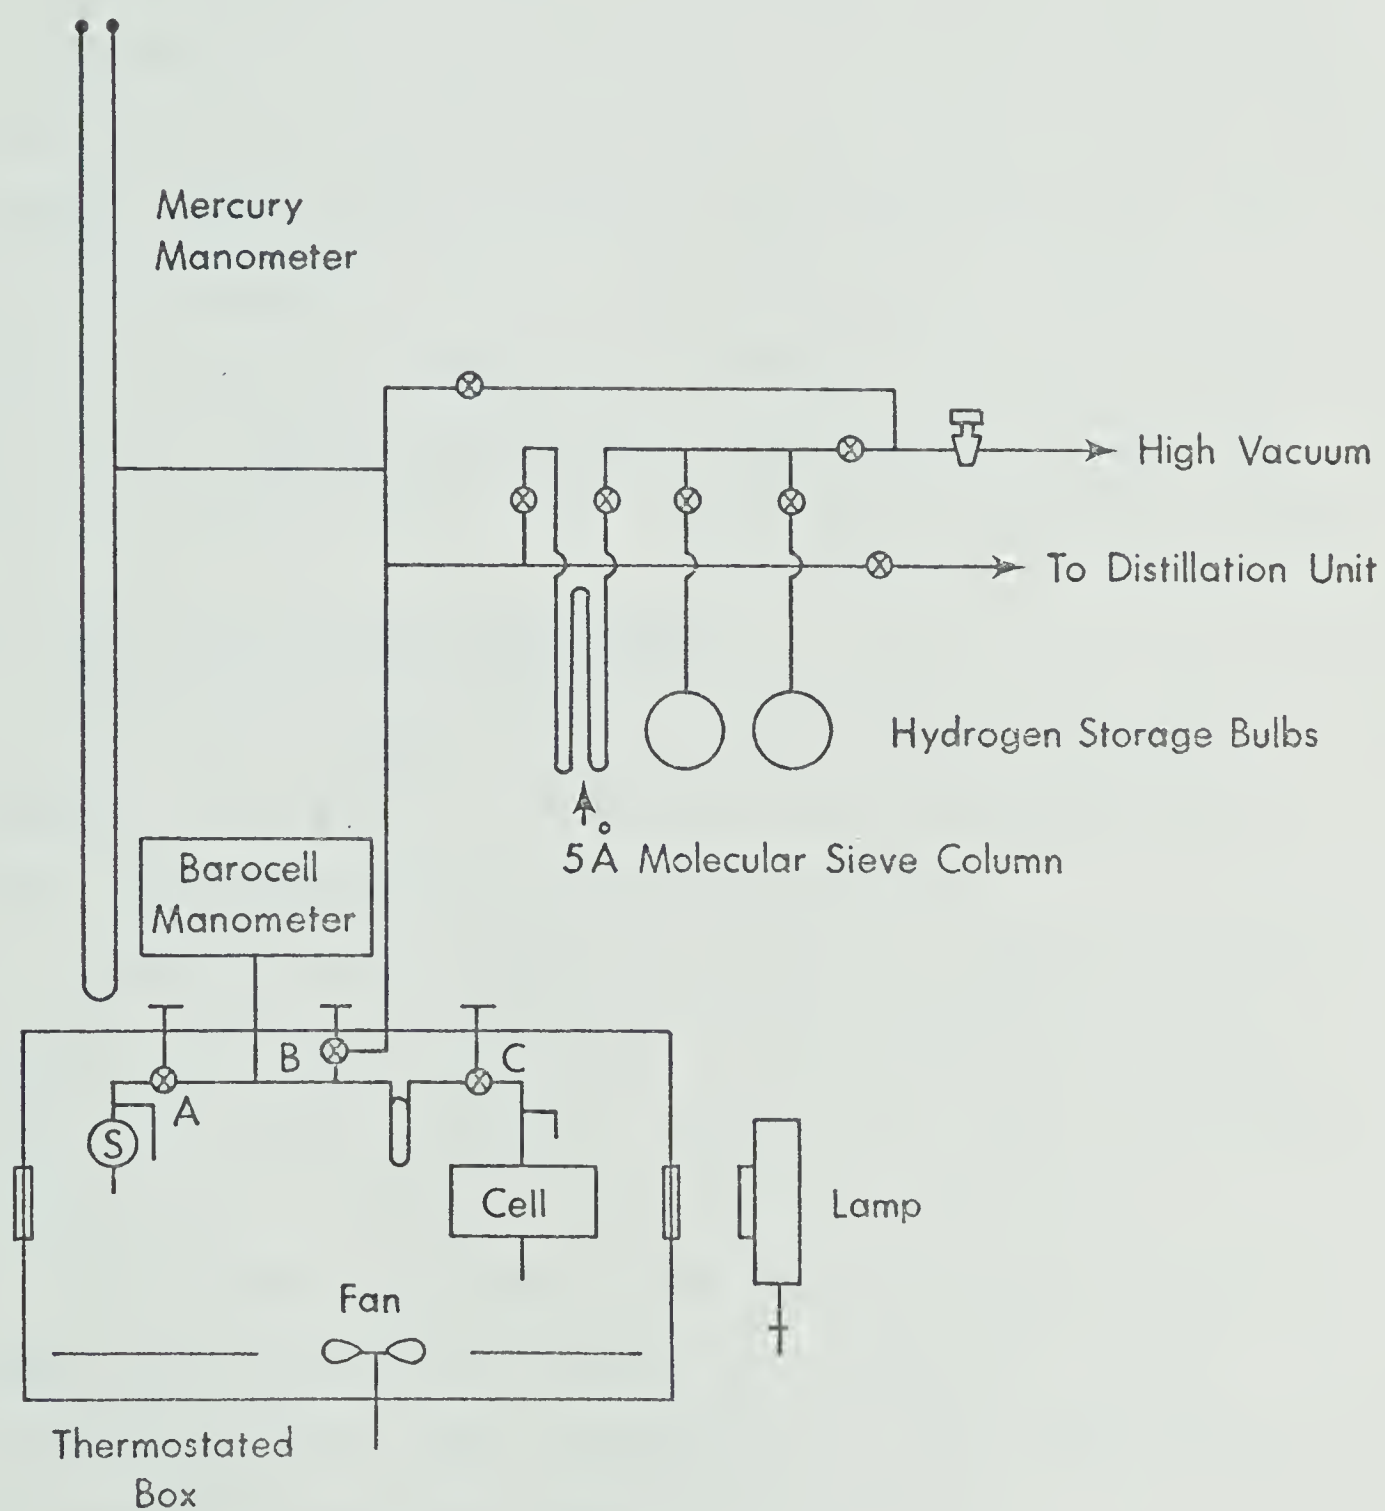 Mercury
Manometer
High Vacuum
To Distillation Unit
Hydrogen Storage Bulbs
5Å Molecular Sieve Column
Barocell
Manometer
B
C
A
S
Cell
Lamp
Fan
Thermostated
Box